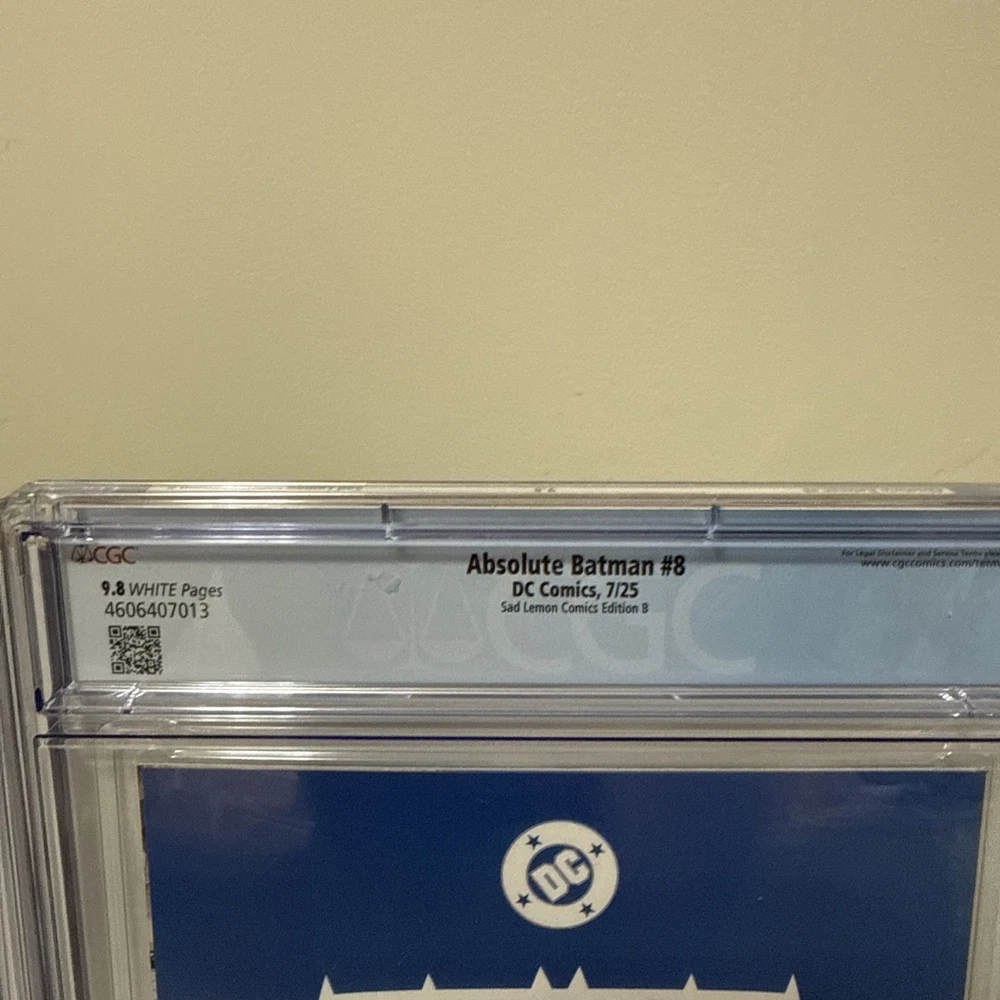 CGC
Absolute Batman #8
For Legal Disclaimer and Service Terms
www.cgccomics.com/
9.8 WHITE Pages
DC Comics, 7/25
4606407013
Sad Lemon Comics Edition B
CGC
DC